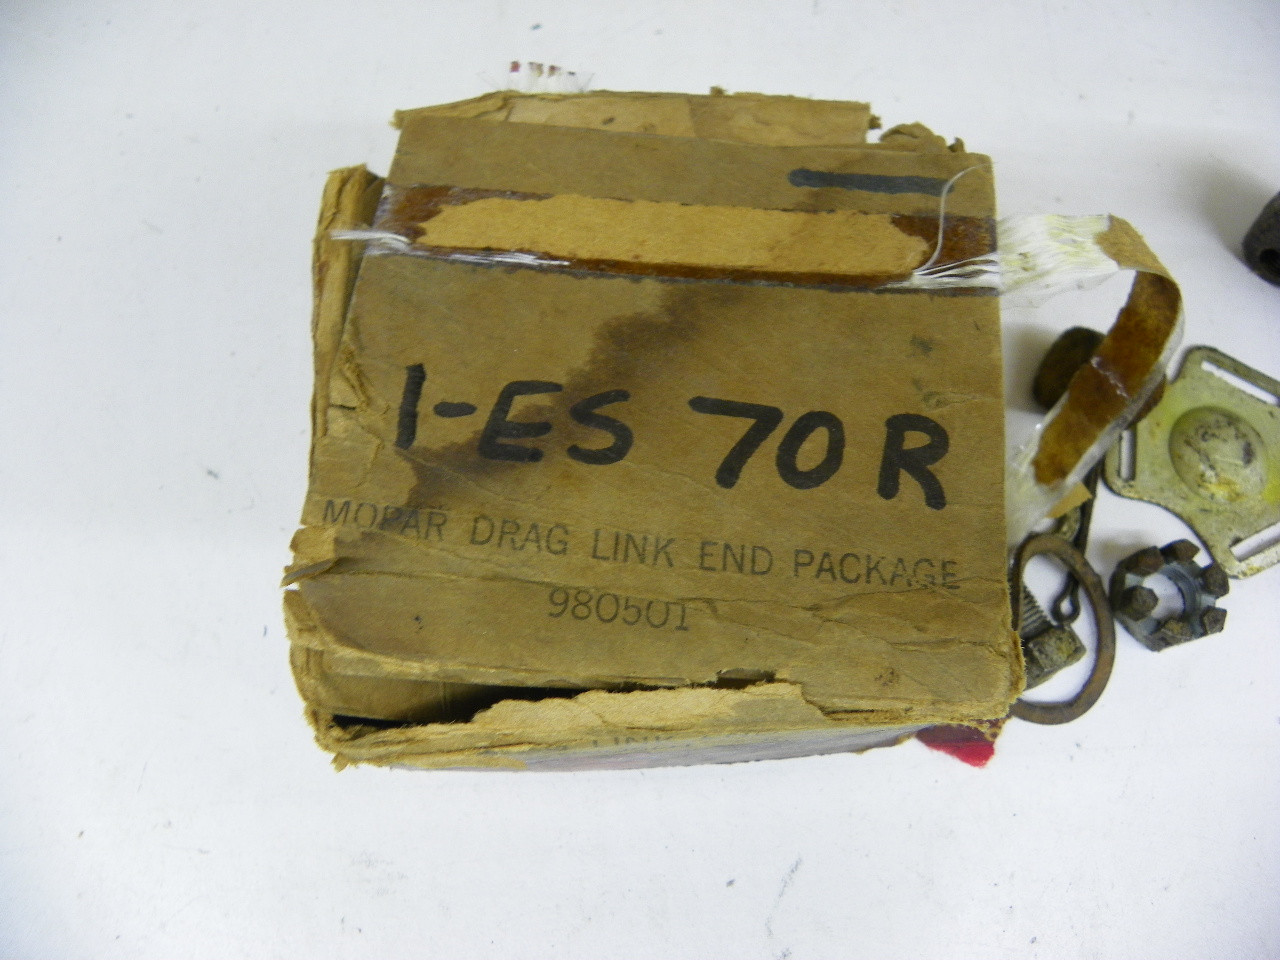 1-ES 70R
MOPAR DRAG LINK END PACKAGE
980501